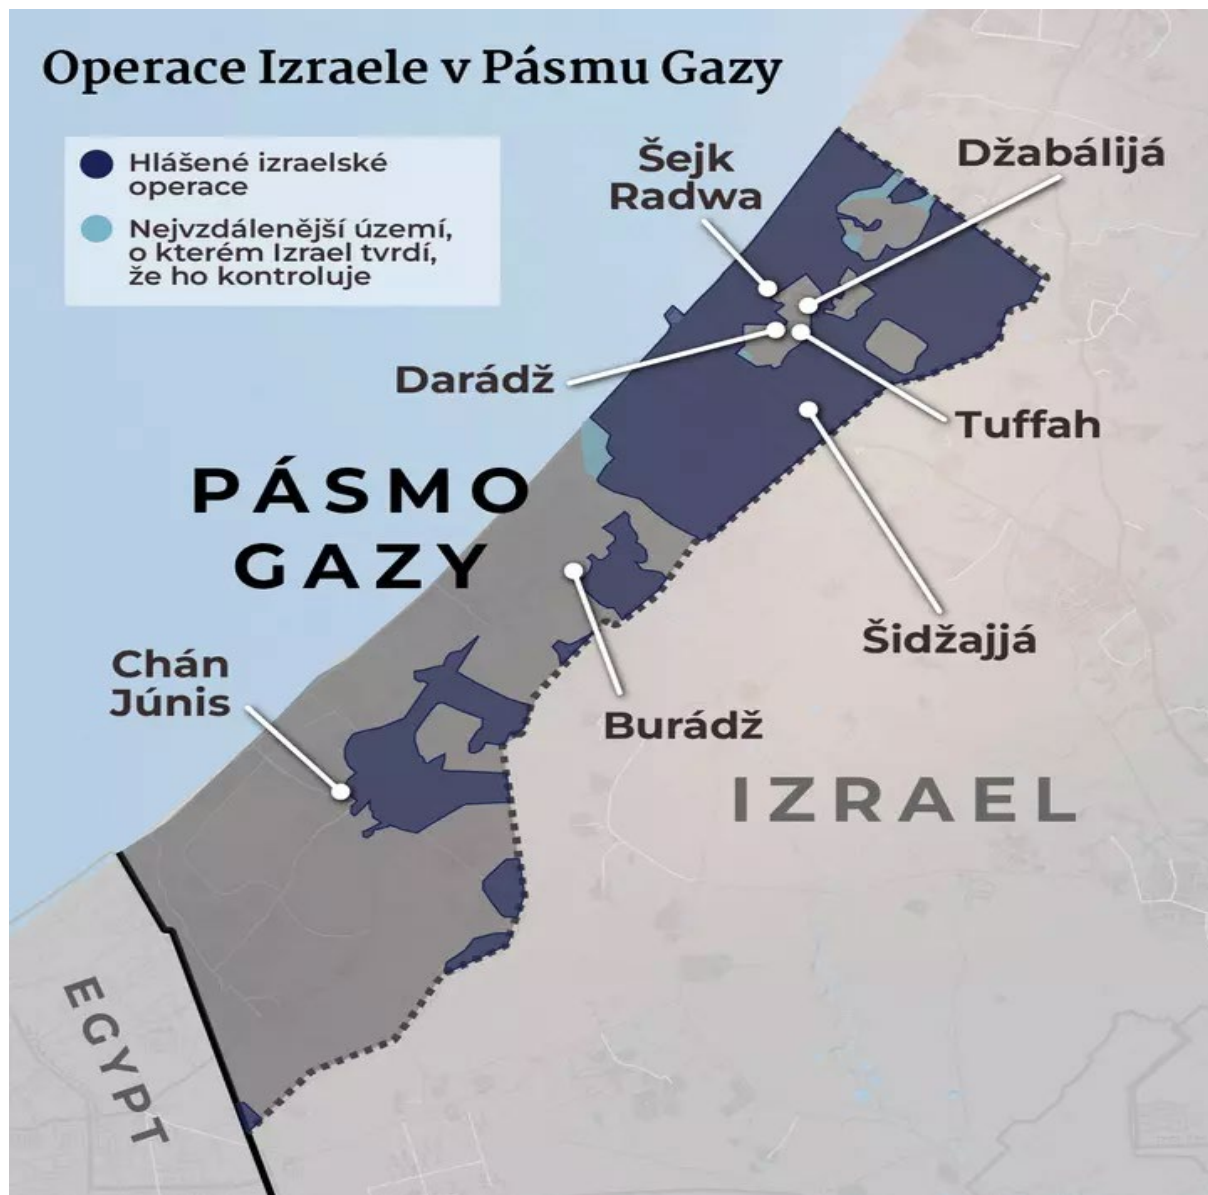 Operace Izraele v Pásmu Gazy
Hlášené izraelské
operace
Nejvzdálenější území,
o kterém Izrael tvrdí,
že ho kontroluje
Šejk
Radwa
Džabálijá
Darádž
Tuffah
PÁSMO
GAZY
Šidžajjá
Chán
Júnis
Burádž
IZRAEL
EGYPT